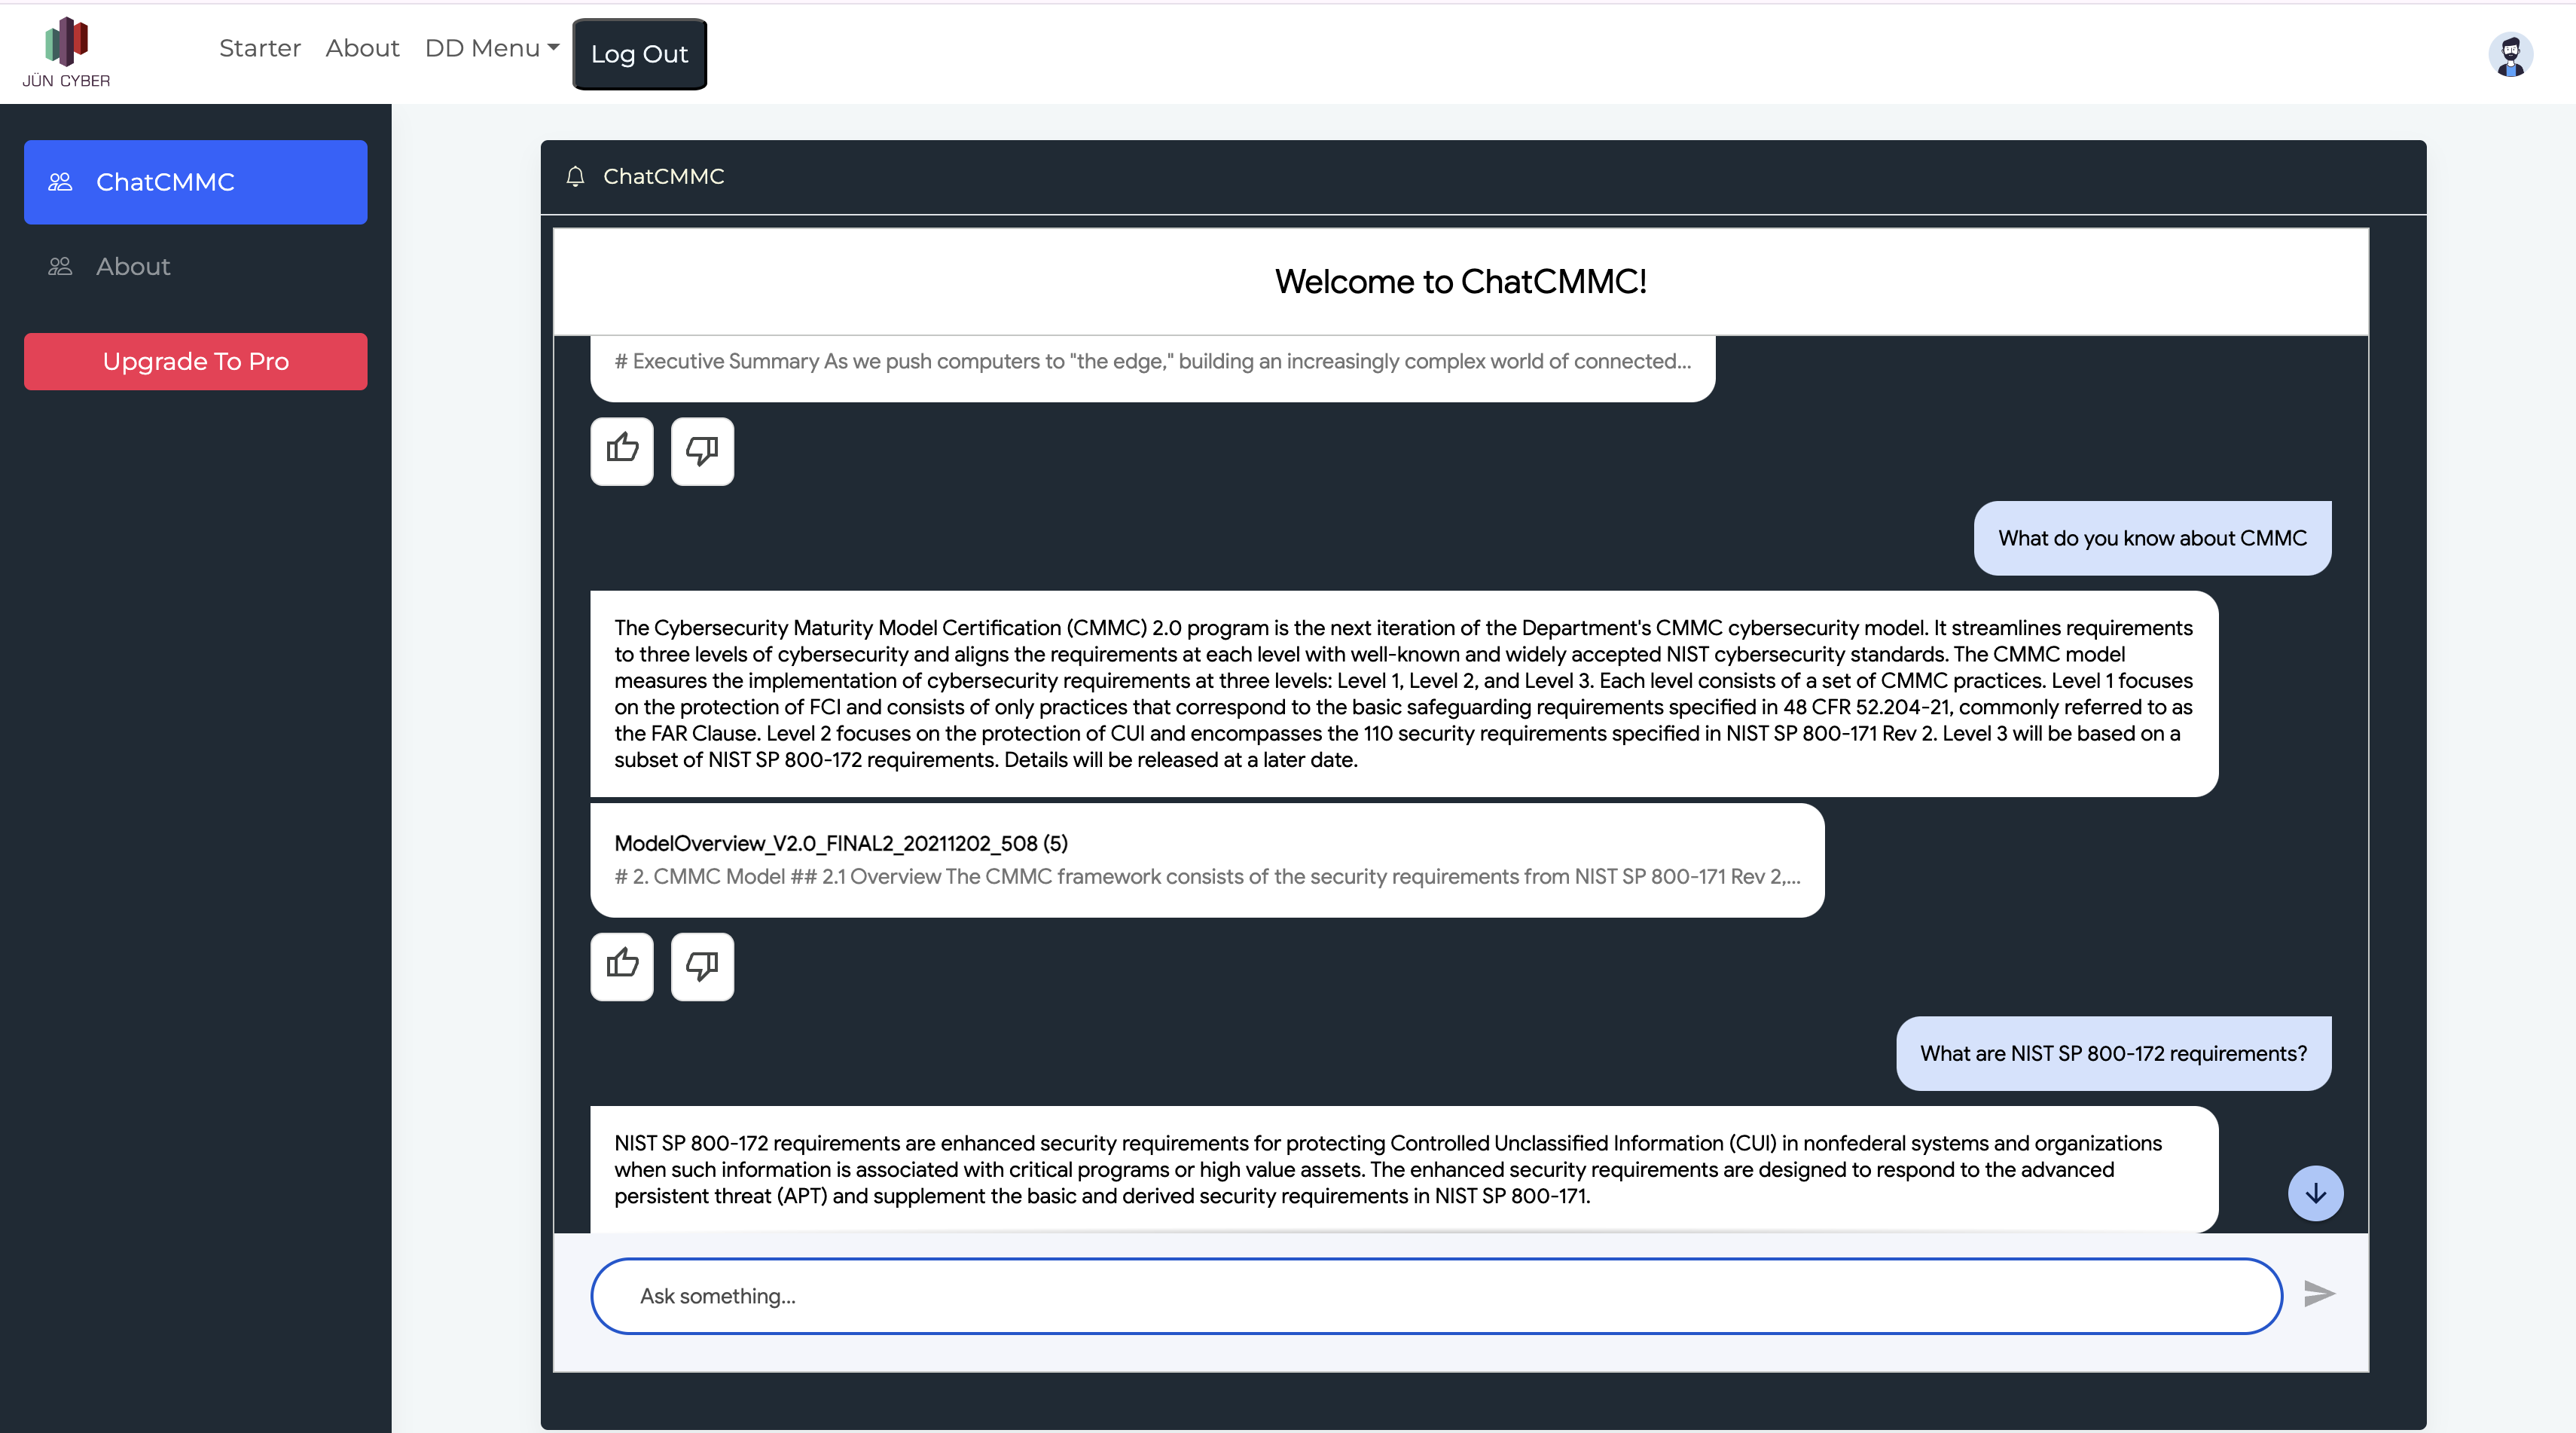 JÜN CYBER
Starter About DD Menu Log Out
ChatCMMC
About
Upgrade To Pro
ChatCMMC
Welcome to ChatCMMC!
# Executive Summary As we push computers to "the edge," building an increasingly complex world of connected...
What do you know about CMMC
The Cybersecurity Maturity Model Certification (CMMC) 2.0 program is the next iteration of the Department's CMMC cybersecurity model. It streamlines requirements
to three levels of cybersecurity and aligns the requirements at each level with well-known and widely accepted NIST cybersecurity standards. The CMMC model
measures the implementation of cybersecurity requirements at three levels: Level 1, Level 2, and Level 3. Each level consists of a set of CMMC practices. Level 1 focuses
on the protection of FCI and consists of only practices that correspond to the basic safeguarding requirements specified in 48 CFR 52.204-21, commonly referred to as
the FAR Clause. Level 2 focuses on the protection of CUI and encompasses the 110 security requirements specified in NIST SP 800-171 Rev 2. Level 3 will be based on a
subset of NIST SP 800-172 requirements. Details will be released at a later date.
ModelOverview_V2.0_FINAL2_20211202_508 (5)
# 2. CMMC Model ## 2.1 Overview The CMMC framework consists of the security requirements from NIST SP 800-171 Rev 2,...
What are NIST SP 800-172 requirements?
NIST SP 800-172 requirements are enhanced security requirements for protecting Controlled Unclassified Information (CUI) in nonfederal systems and organizations
when such information is associated with critical programs or high value assets. The enhanced security requirements are designed to respond to the advanced
persistent threat (APT) and supplement the basic and derived security requirements in NIST SP 800-171.
Ask something...